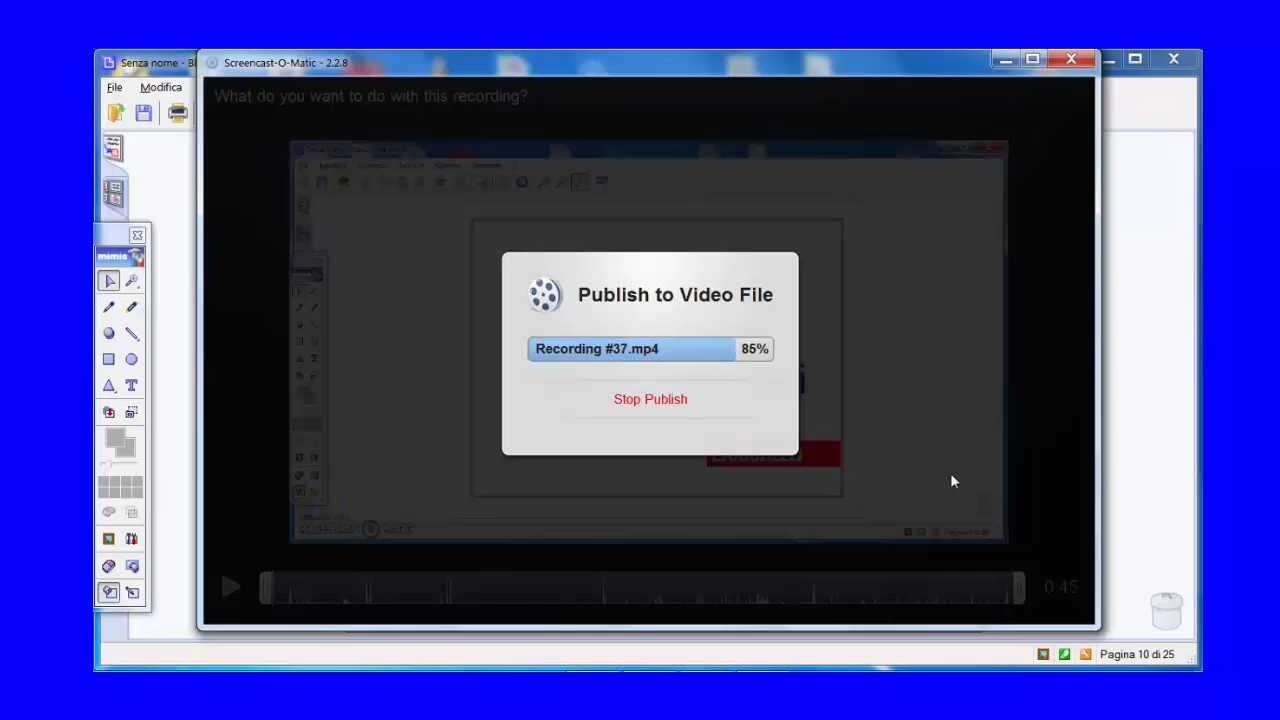 Senza nome - Bl
Screencast-O-Matic - 2.2.8
File Modifica
What do you want to do with this recording?
mimio
Publish to Video File
Recording #37.mp4 85%
Stop Publish
0:45
Pagina 10 di 25